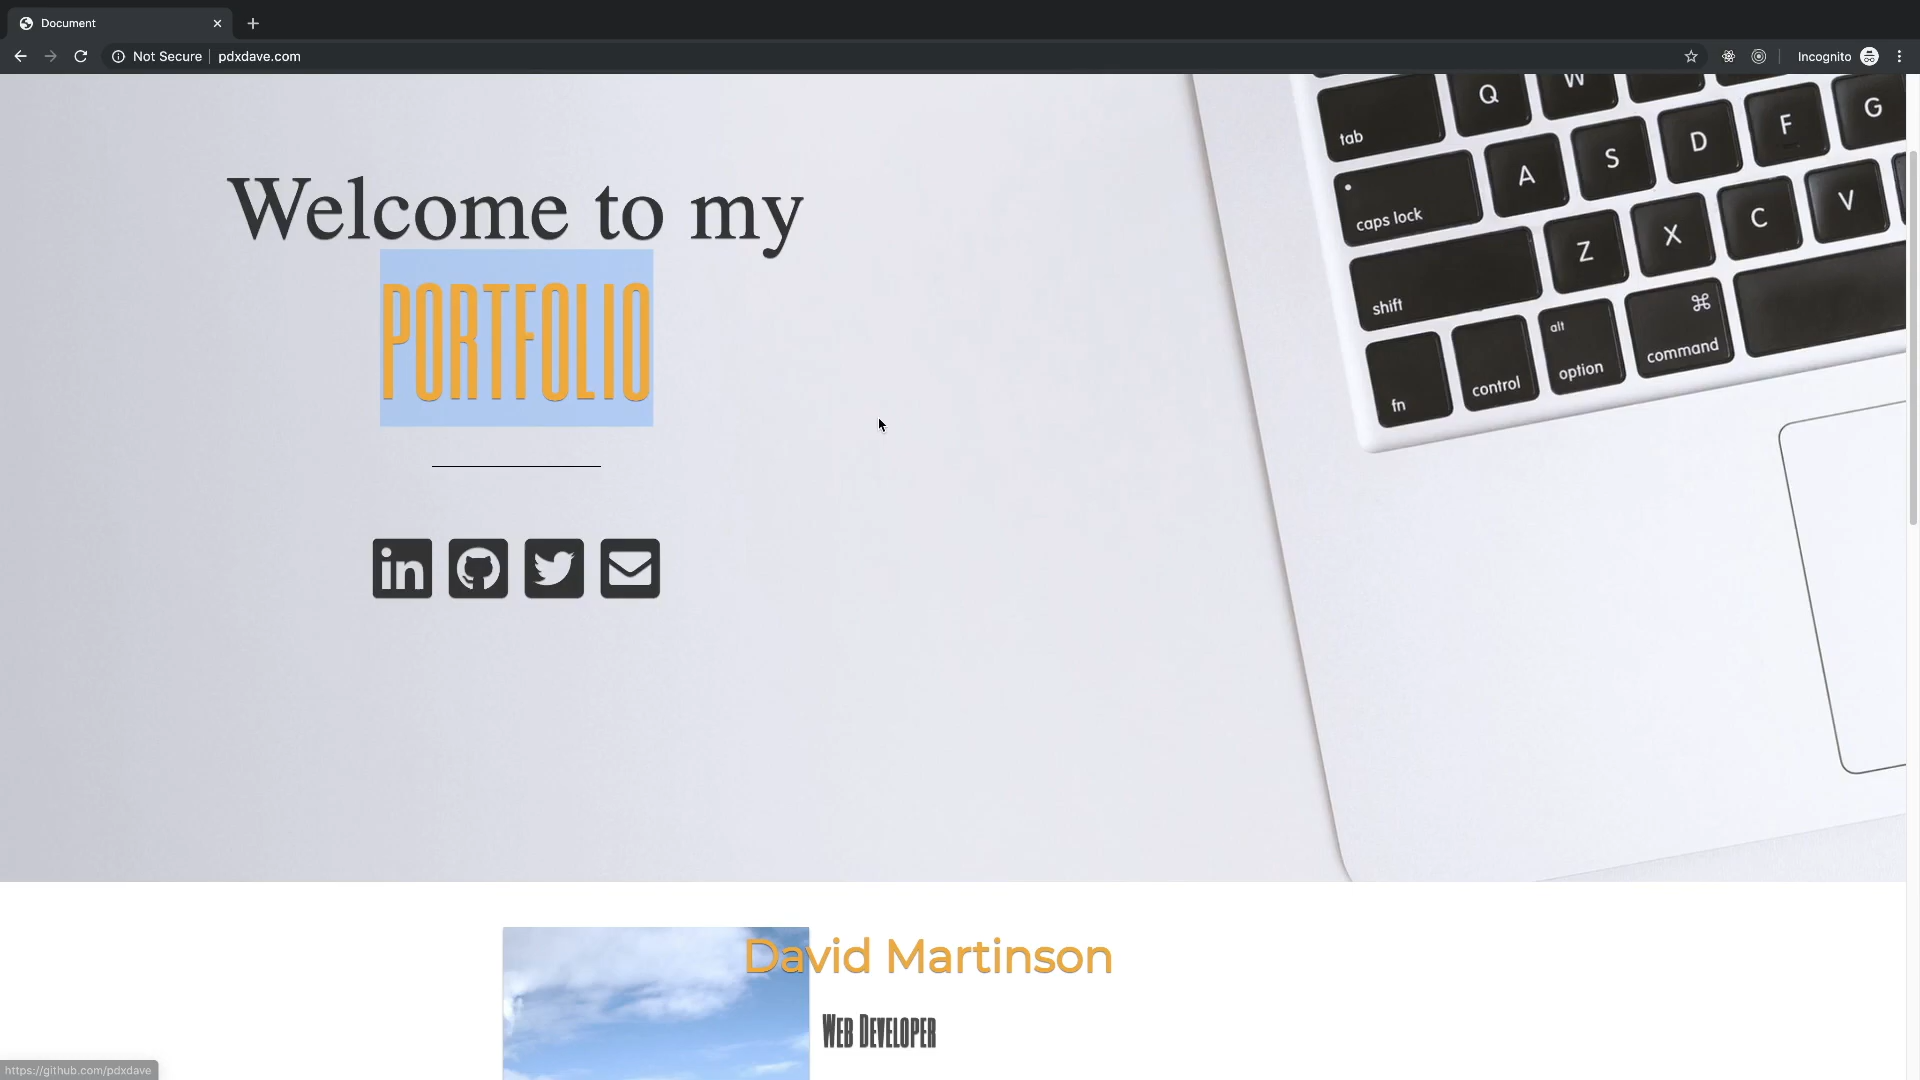 Document
Not Secure | pdxdave.com
Incognito
Q
W
tab
A
S
D
F
G
caps lock
Z
X
C
V
shift
fn
control
alt
option
⌘
command
Welcome to my
PORTFOLIO
in
David Martinson
Web Developer
https://github.com/pdxdave